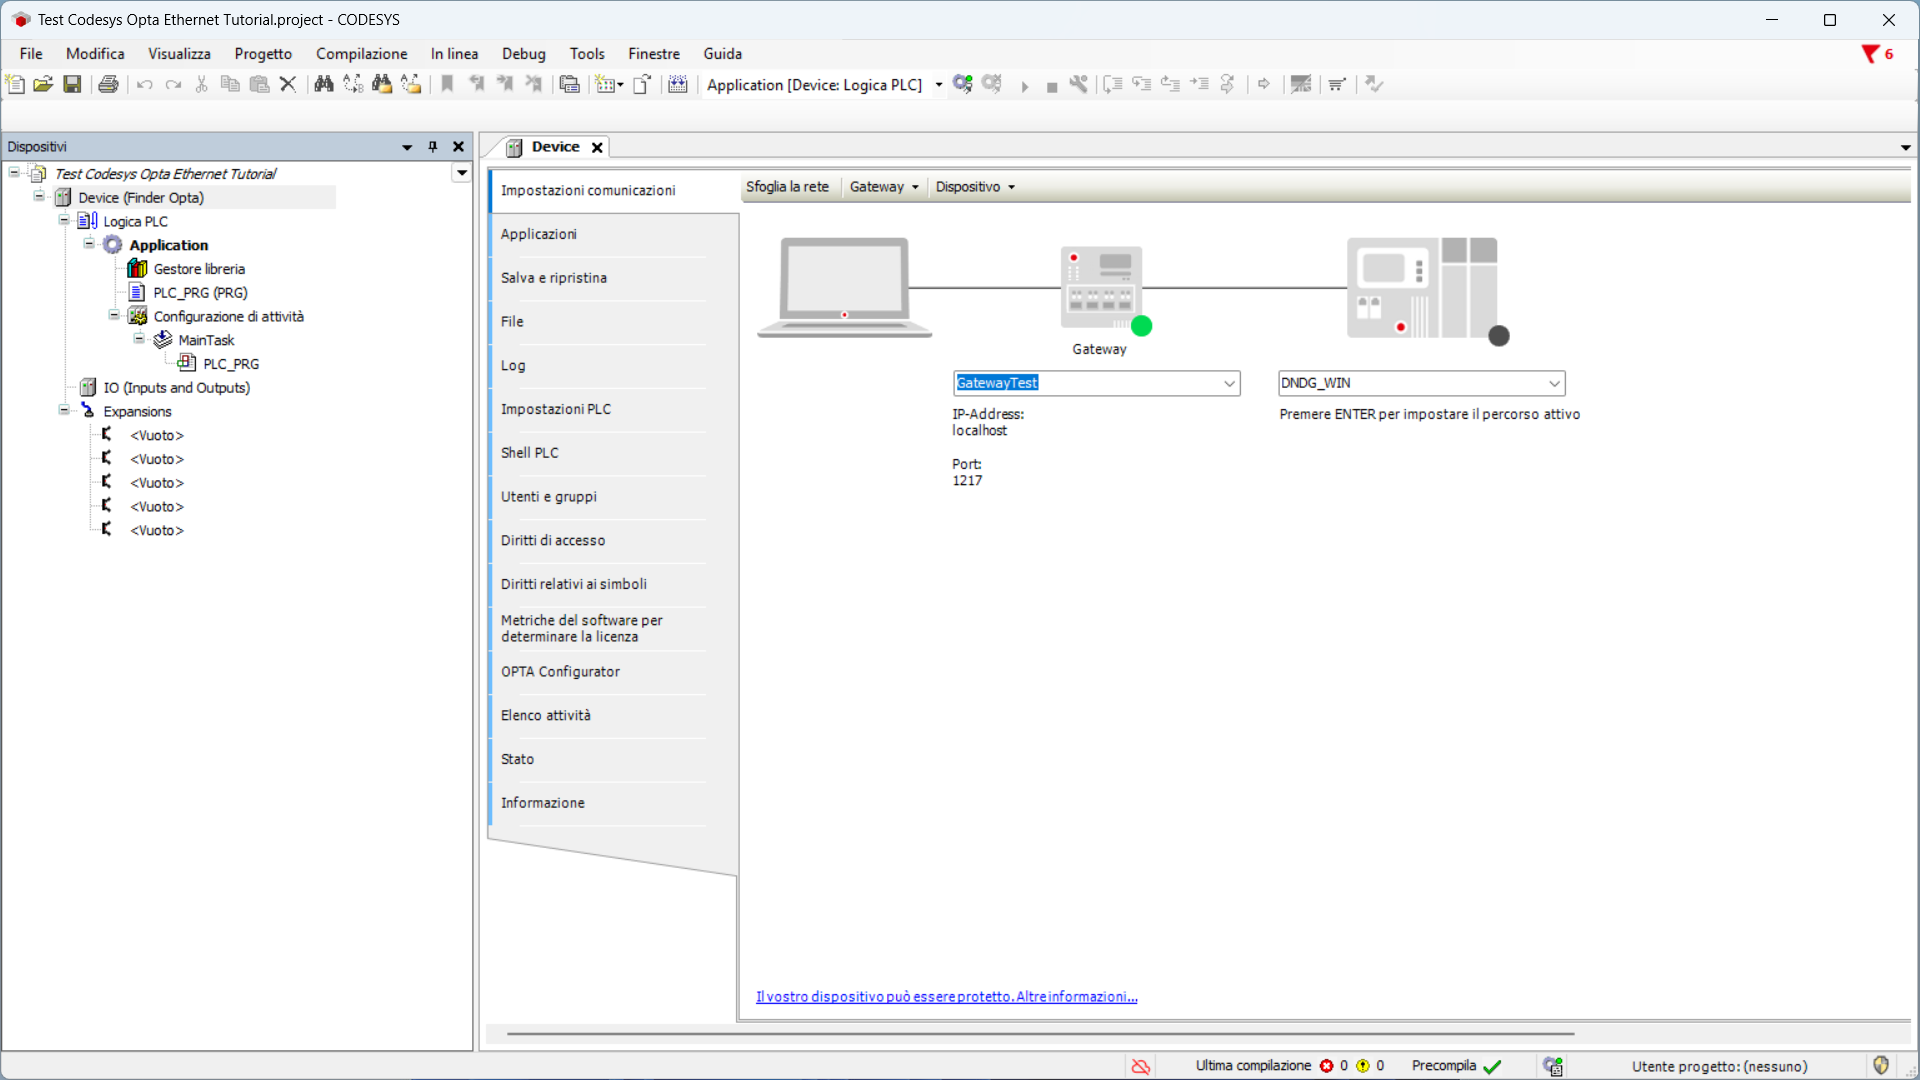 Test Codesys Opta Ethernet Tutorial.project - CODESYS
File Modifica Visualizza Progetto Compilazione In linea Debug Tools Finestre Guida 6
Application [Device: Logica PLC]
Dispositivi
Test Codesys Opta Ethernet Tutorial
Device (Finder Opta)
Logica PLC
Application
Gestore libreria
PLC_PRG (PRG)
Configurazione di attività
MainTask
PLC_PRG
IO (Inputs and Outputs)
Expansions
<Vuoto>
<Vuoto>
<Vuoto>
<Vuoto>
<Vuoto>
Device
Impostazioni comunicazioni
Applicazioni
Salva e ripristina
File
Log
Impostazioni PLC
Shell PLC
Utenti e gruppi
Diritti di accesso
Diritti relativi ai simboli
Metriche del software per
determinare la licenza
OPTA Configurator
Elenco attività
Stato
Informazione
Sfoglia la rete Gateway Dispositivo
Gateway
GatewayTest
IP-Address:
localhost
Port:
1217
DNDG_WIN
Premere ENTER per impostare il percorso attivo
Il vostro dispositivo può essere protetto. Altre informazioni...
Ultima compilazione 0 0 Precompila Utente progetto: (nessuno)